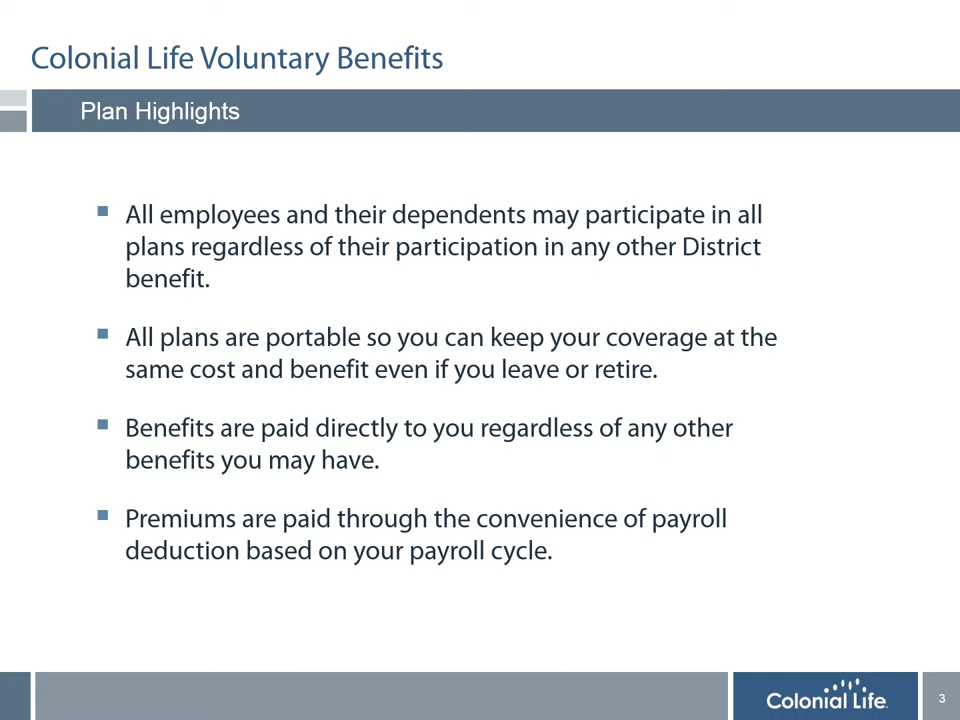 Colonial Life Voluntary Benefits
Plan Highlights
All employees and their dependents may participate in all
plans regardless of their participation in any other District
benefit.
All plans are portable so you can keep your coverage at the
same cost and benefit even if you leave or retire.
Benefits are paid directly to you regardless of any other
benefits you may have.
Premiums are paid through the convenience of payroll
deduction based on your payroll cycle.
Colonial Life.
3